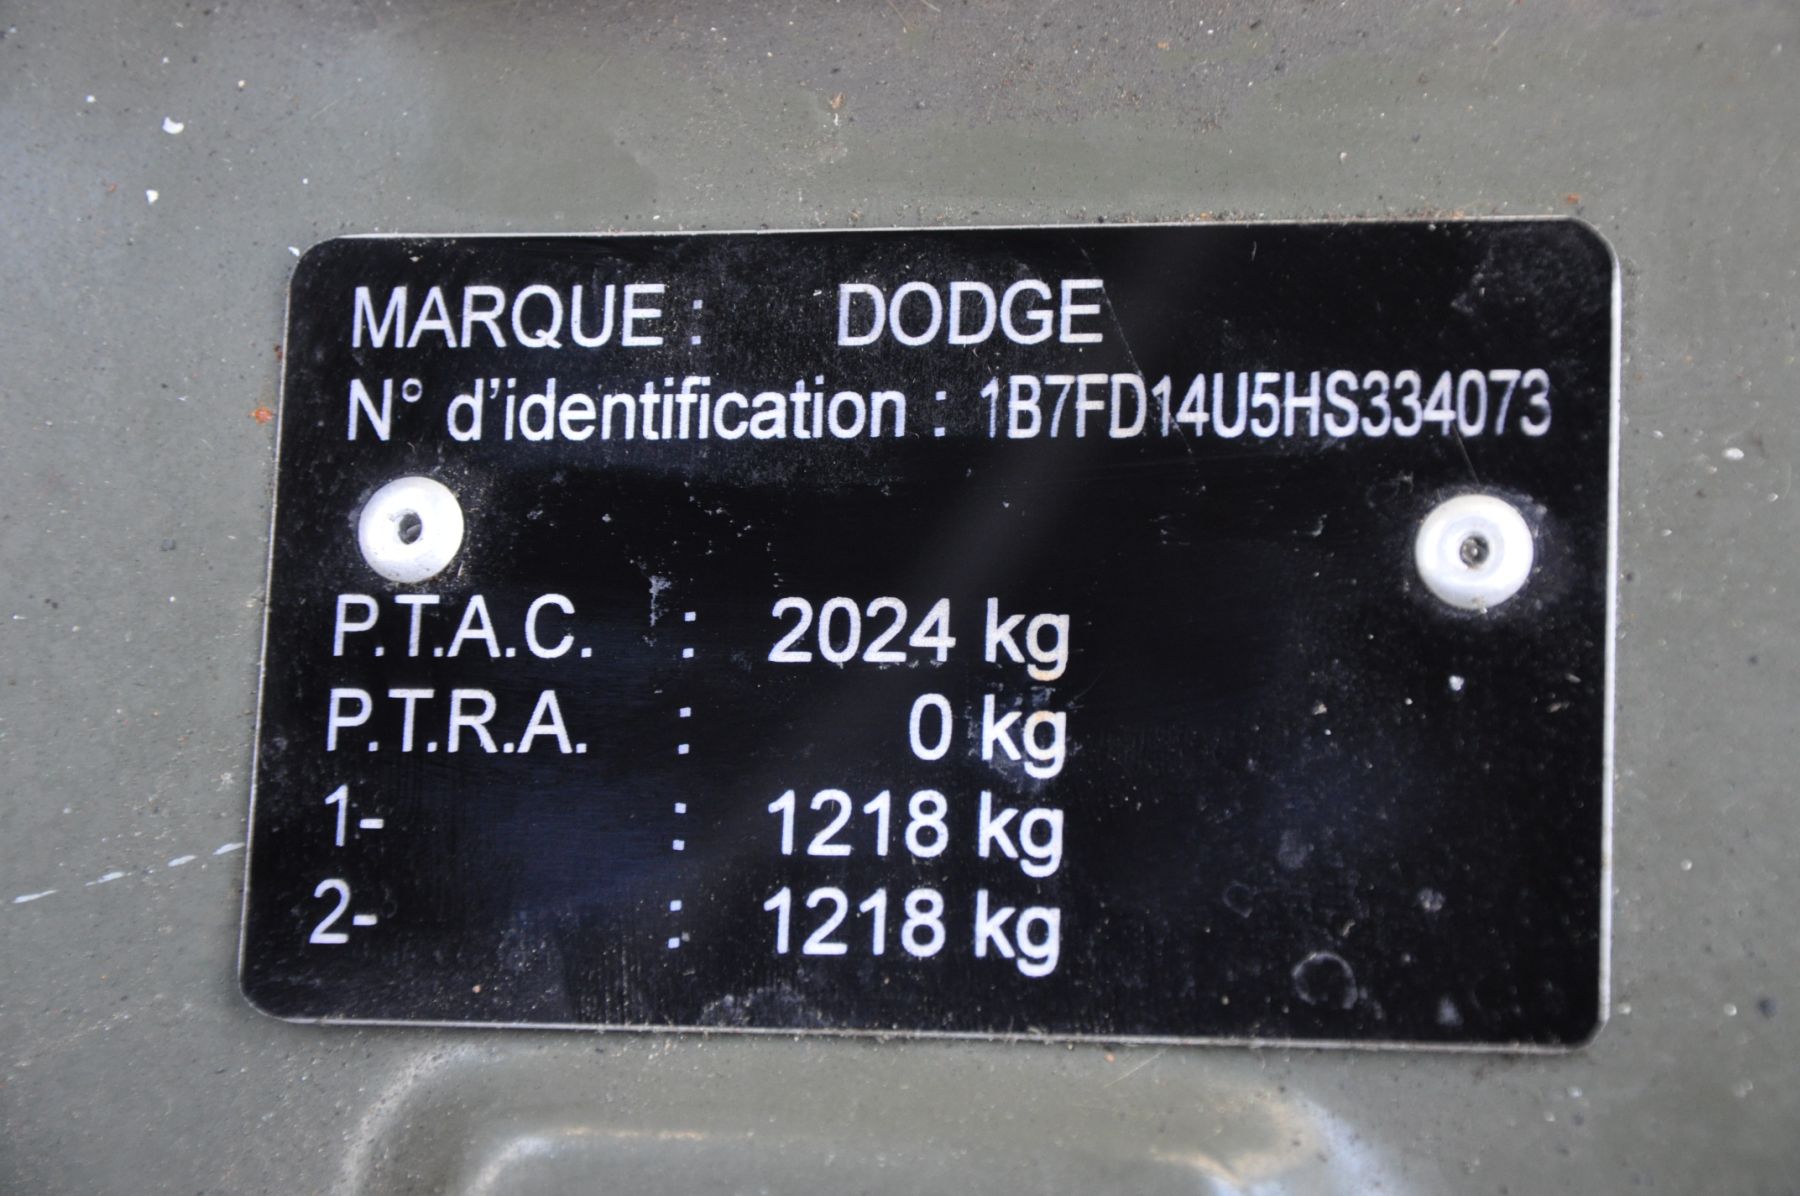 MARQUE : DODGE
N° d'identification : 1B7FD14U5HS334073
P.T.A.C. : 2024 kg
P.T.R.A. : 0 kg
1- : 1218 kg
2- : 1218 kg